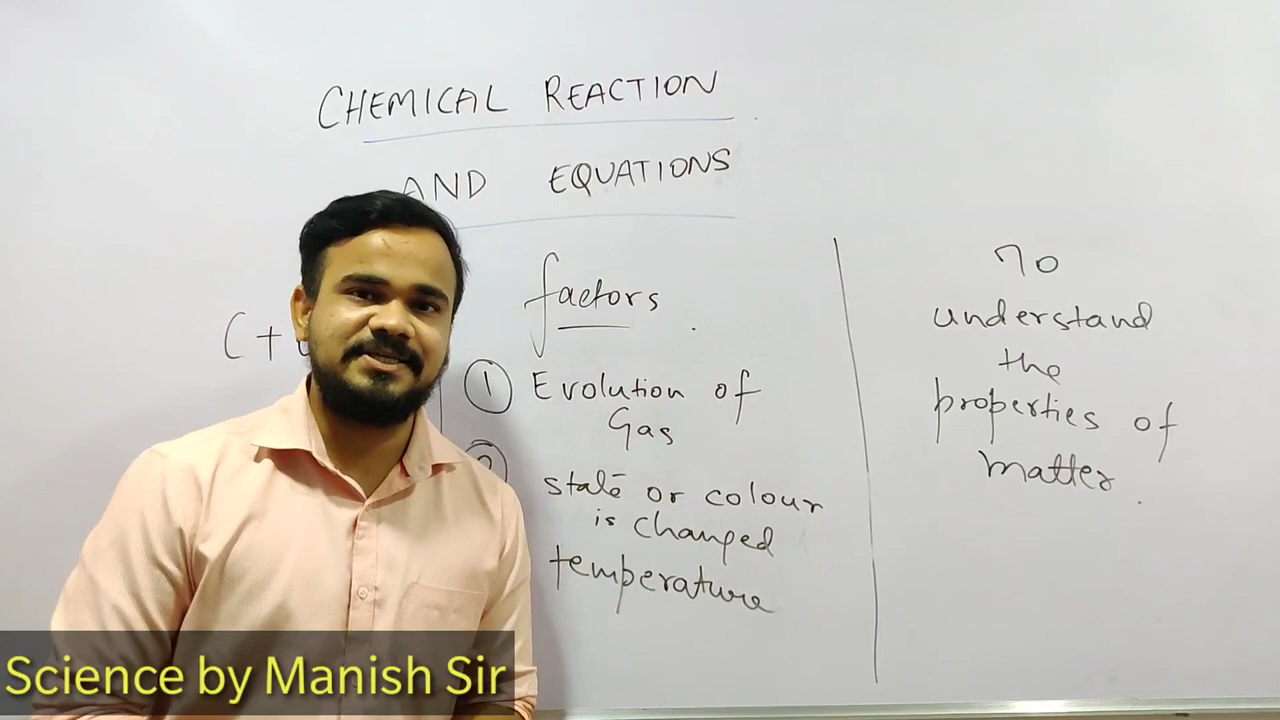 CHEMICAL REACTION
AND EQUATIONS
factors
C +
① Evolution of
Gas
②
state or colour
is changed
temperature
To
understand
the
properties of
matter.
Science by Manish Sir